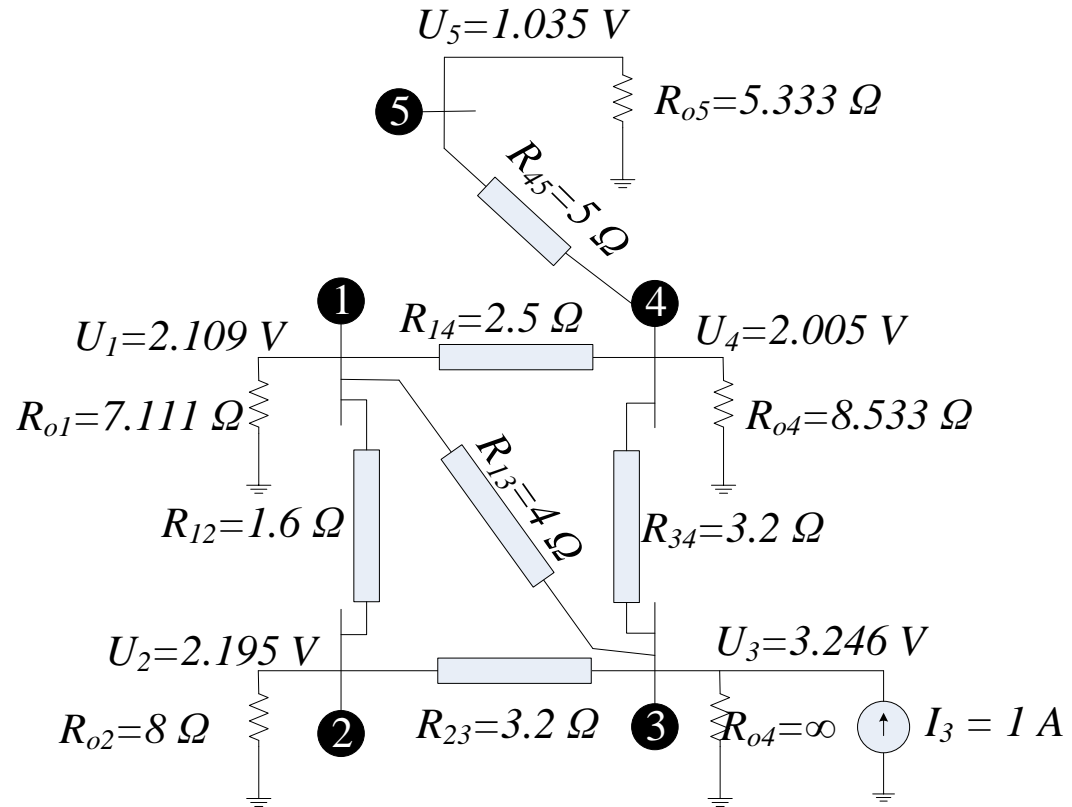 U5=1.035 V
5
Ro5=5.333 Ω
R45=5 Ω
1
4
R14=2.5 Ω
U1=2.109 V
U4=2.005 V
Ro1=7.111 Ω
Ro4=8.533 Ω
R13=4 Ω
R12=1.6 Ω
R34=3.2 Ω
U2=2.195 V
U3=3.246 V
Ro2=8 Ω
2
R23=3.2 Ω
3
Ro4=∞
I3 = 1 A